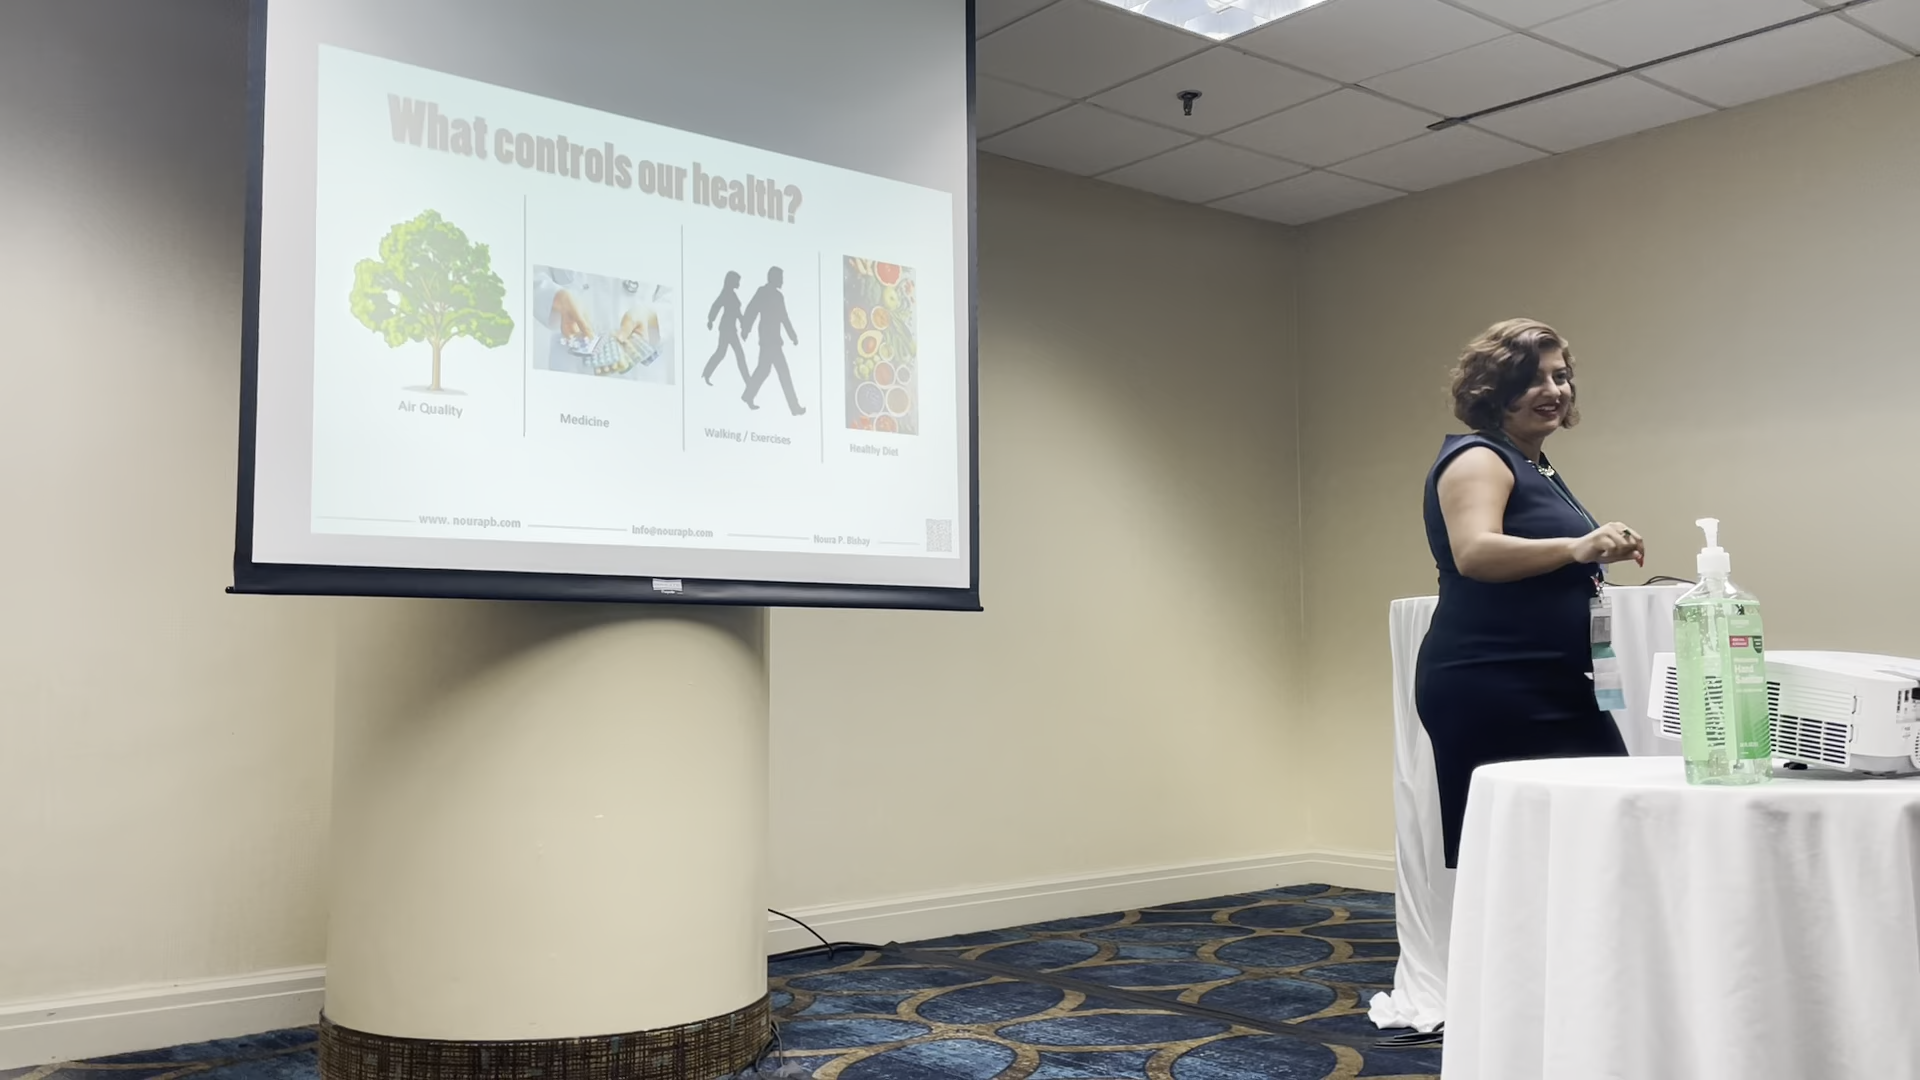 What controls our health?
Air Quality
Medicine
Walking / Exercises
Healthy Diet
www. nourapb.com
Info@nourapb.com
Noura P. Bishay
Hand
Sanitizer